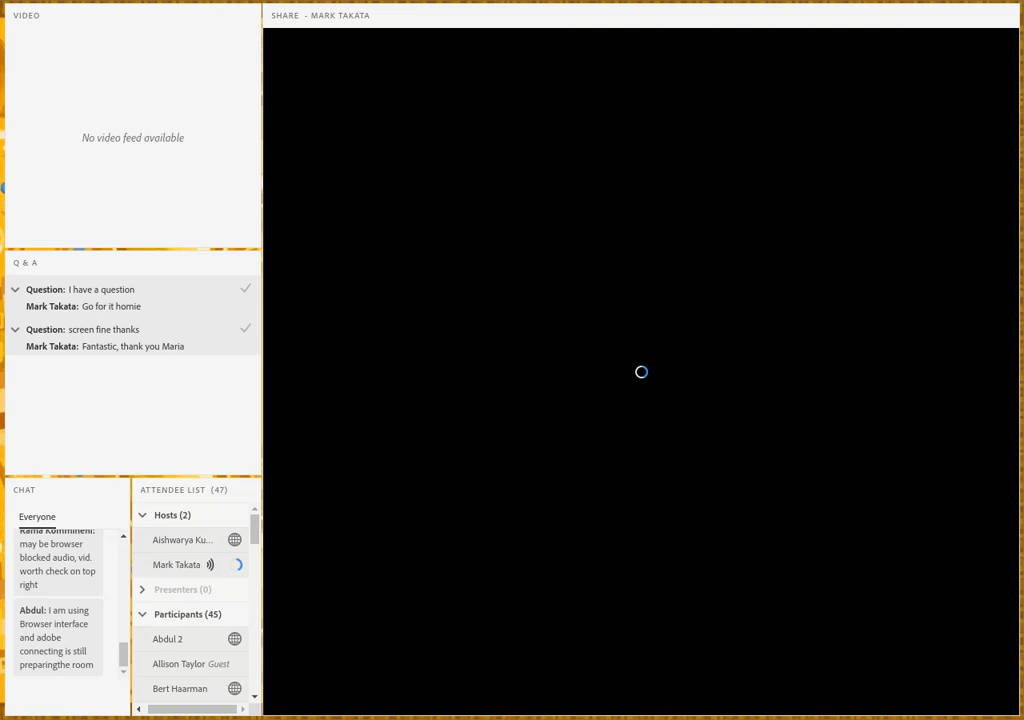 VIDEO
No video feed available
Q & A
Question: I have a question
Mark Takata: Go for it homie
Question: screen fine thanks
Mark Takata: Fantastic, thank you Maria
CHAT
Everyone
Rama Kommineni:
may be browser
blocked audio, vid.
worth check on top
right
Abdul: I am using
Browser interface
and adobe
connecting is still
preparingthe room
ATTENDEE LIST (47)
Hosts (2)
Aishwarya Ku...
Mark Takata
Presenters (0)
Participants (45)
Abdul 2
Allison Taylor Guest
Bert Haarman
SHARE - MARK TAKATA